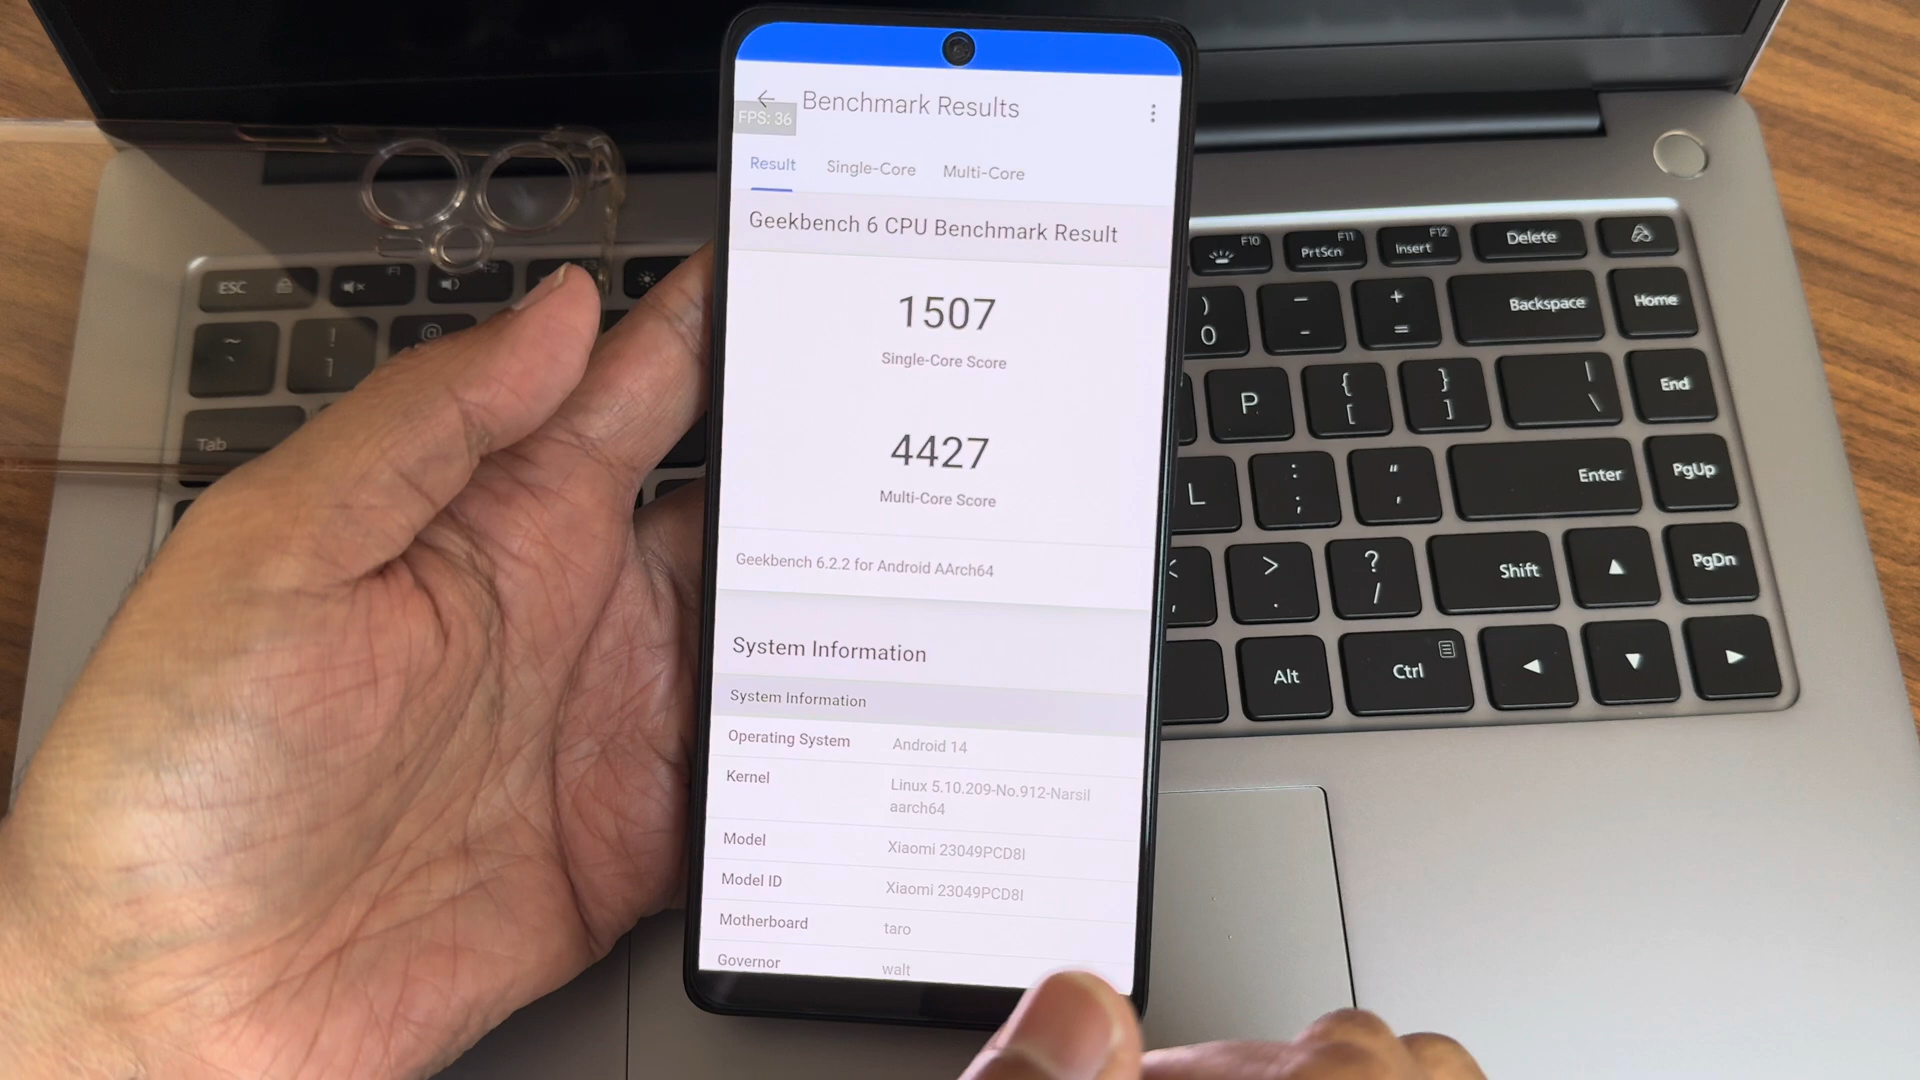 Benchmark Results
FPS: 36
Result Single-Core Multi-Core
Geekbench 6 CPU Benchmark Result
1507
Single-Core Score
4427
Multi-Core Score
Geekbench 6.2.2 for Android AArch64
System Information
System Information
Operating System Android 14
Kernel Linux 5.10.209-No.912-Narsil
aarch64
Model Xiaomi 23049PCD8I
Model ID Xiaomi 23049PCD8I
Motherboard taro
Governor walt
ESC F1 F2
F10 PrtScn F11 Insert F12 Delete
~ ` ! @
) 0 _ - + = Backspace Home
Tab
P { [ } ] | \ End
L : ; " ' Enter PgUp
< , > . ? / Shift ▲ PgDn
Alt Ctrl ◀ ▼ ▶